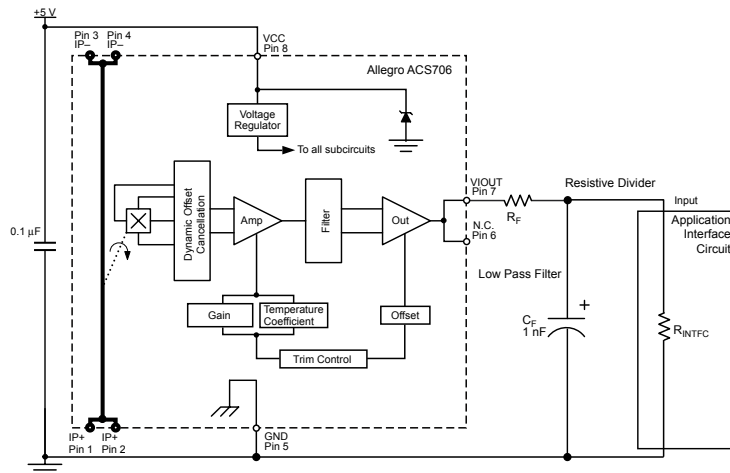 +5 V
Pin 3 Pin 4
IP– IP–
VCC
Pin 8
Allegro ACS706
Voltage
Regulator
To all subcircuits
VIOUT
Pin 7
Resistive Divider
Input
RF
N.C.
Pin 6
Application
Interface
Circuit
0.1 µF
Dynamic Offset
Cancellation
Amp
Filter
Out
Low Pass Filter
Gain
Temperature
Coefficient
Offset
CF
1 nF
+
RINTFC
Trim Control
IP+ IP+
Pin 1 Pin 2
GND
Pin 5